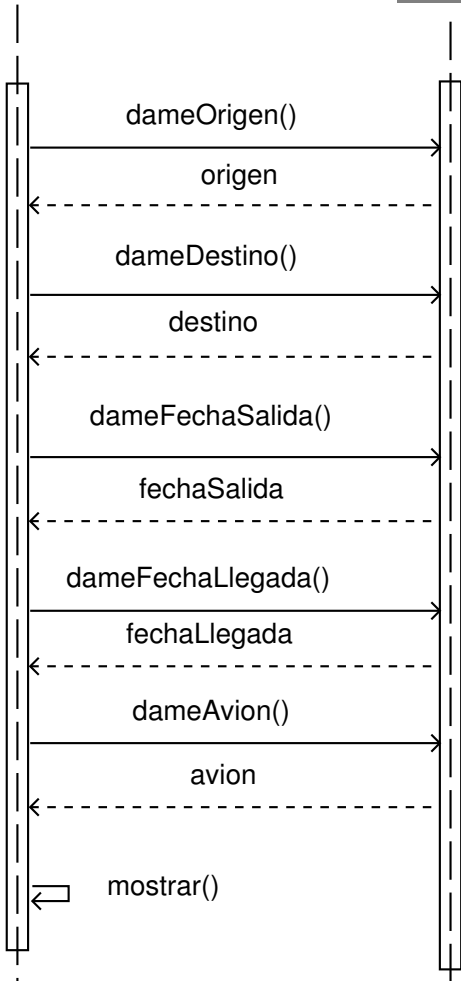 dameOrigen()
origen
dameDestino()
destino
dameFechaSalida()
fechaSalida
dameFechaLlegada()
fechaLlegada
dameAvion()
avion
mostrar()